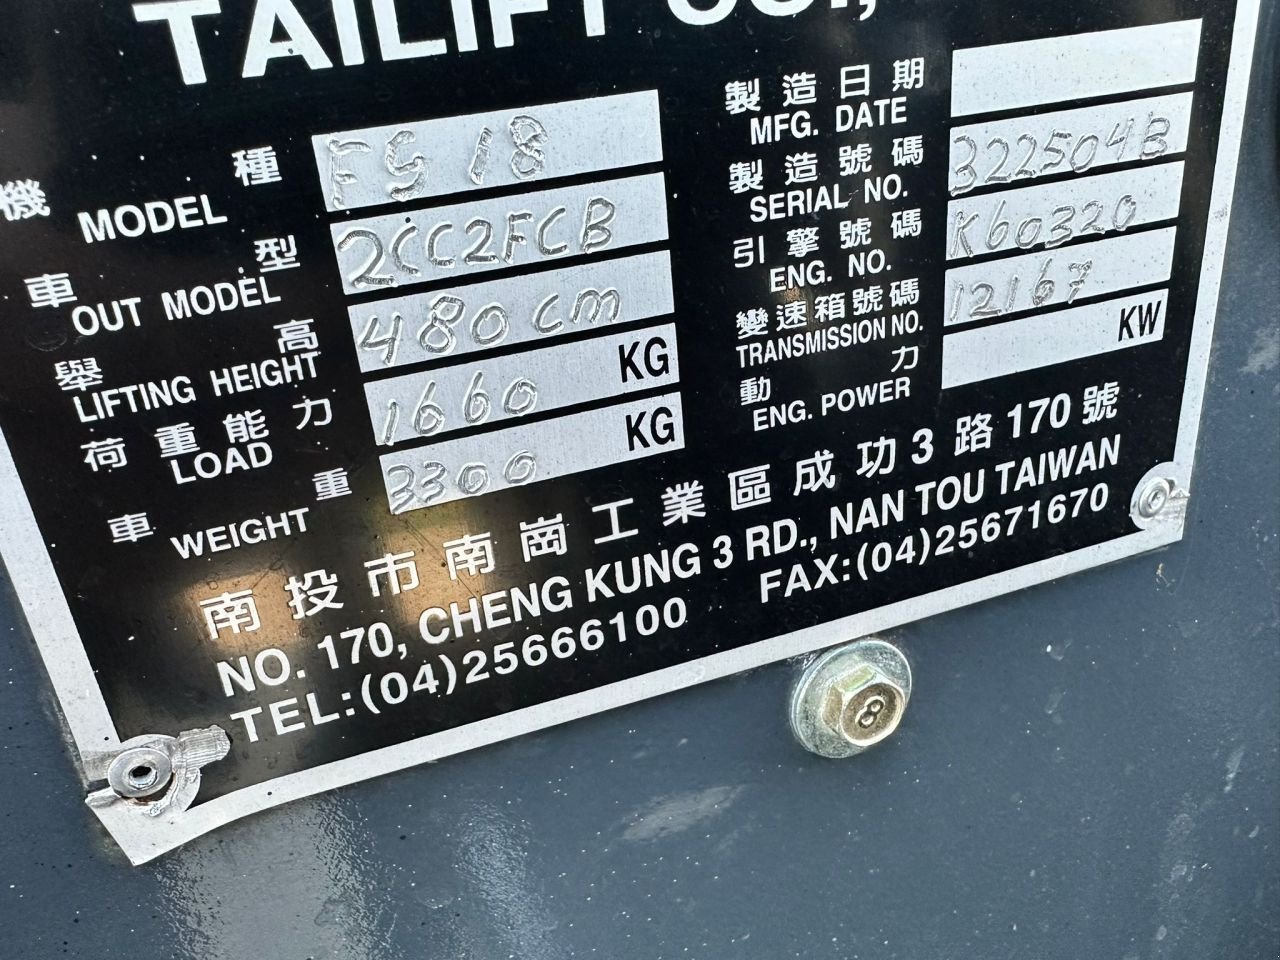 TAILIFT CO.,
機種 MODEL FG 18
車型 OUT MODEL 2CC2FCB
舉高 LIFTING HEIGHT 480 cm
荷重能力 LOAD 1660 KG
車重 WEIGHT 3300 KG
製造日期 MFG. DATE
製造號碼 SERIAL NO. 322504B
引擎號碼 ENG. NO. K60320
變速箱號碼 TRANSMISSION NO. 12167
動力 ENG. POWER KW
南投市南崗工業區成功3路170號
NO. 170, CHENG KUNG 3 RD., NAN TOU TAIWAN
TEL:(04)25666100 FAX:(04)25671670
8